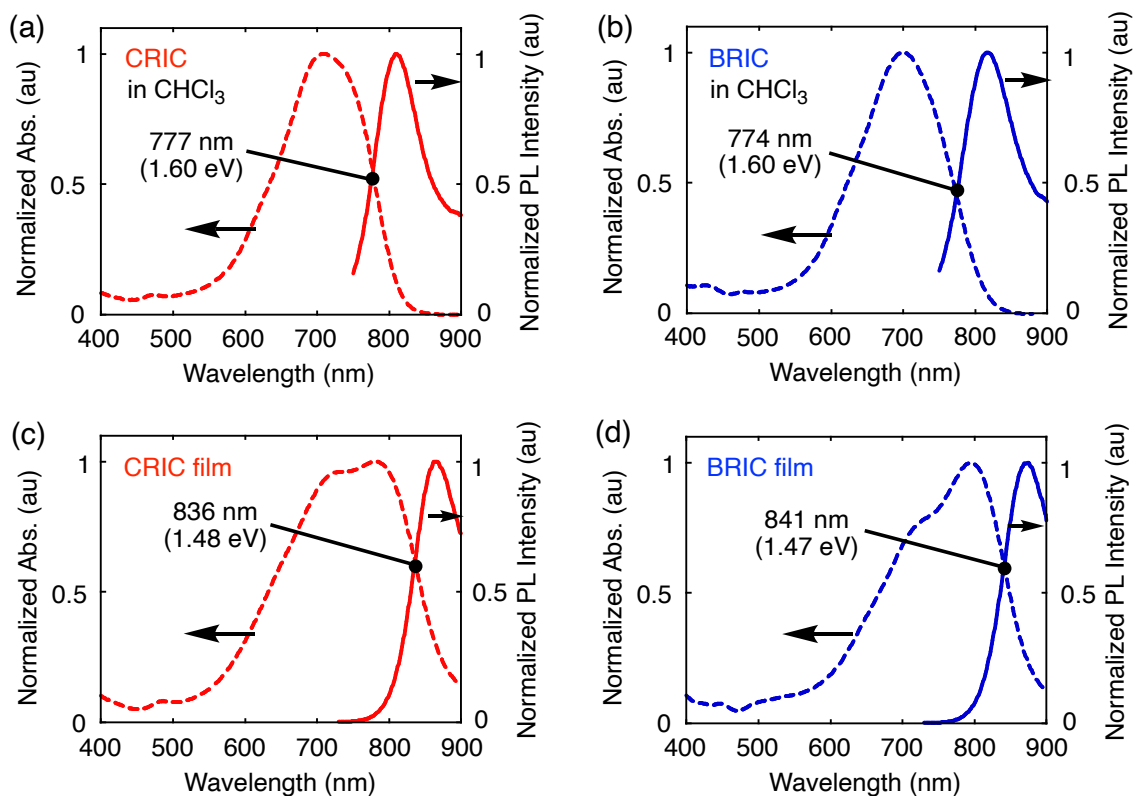 (a)
CRIC
in CHCl3
777 nm
(1.60 eV)
Normalized Abs. (au)
Normalized PL Intensity (au)
1
0.5
0
1
0.5
0
400 500 600 700 800 900
Wavelength (nm)
(b)
BRIC
in CHCl3
774 nm
(1.60 eV)
Normalized Abs. (au)
Normalized PL Intensity (au)
1
0.5
0
1
0.5
0
400 500 600 700 800 900
Wavelength (nm)
(c)
CRIC film
836 nm
(1.48 eV)
Normalized Abs. (au)
Normalized PL Intensity (au)
1
0.5
0
1
0.5
0
400 500 600 700 800 900
Wavelength (nm)
(d)
BRIC film
841 nm
(1.47 eV)
Normalized Abs. (au)
Normalized PL Intensity (au)
1
0.5
0
1
0.5
0
400 500 600 700 800 900
Wavelength (nm)